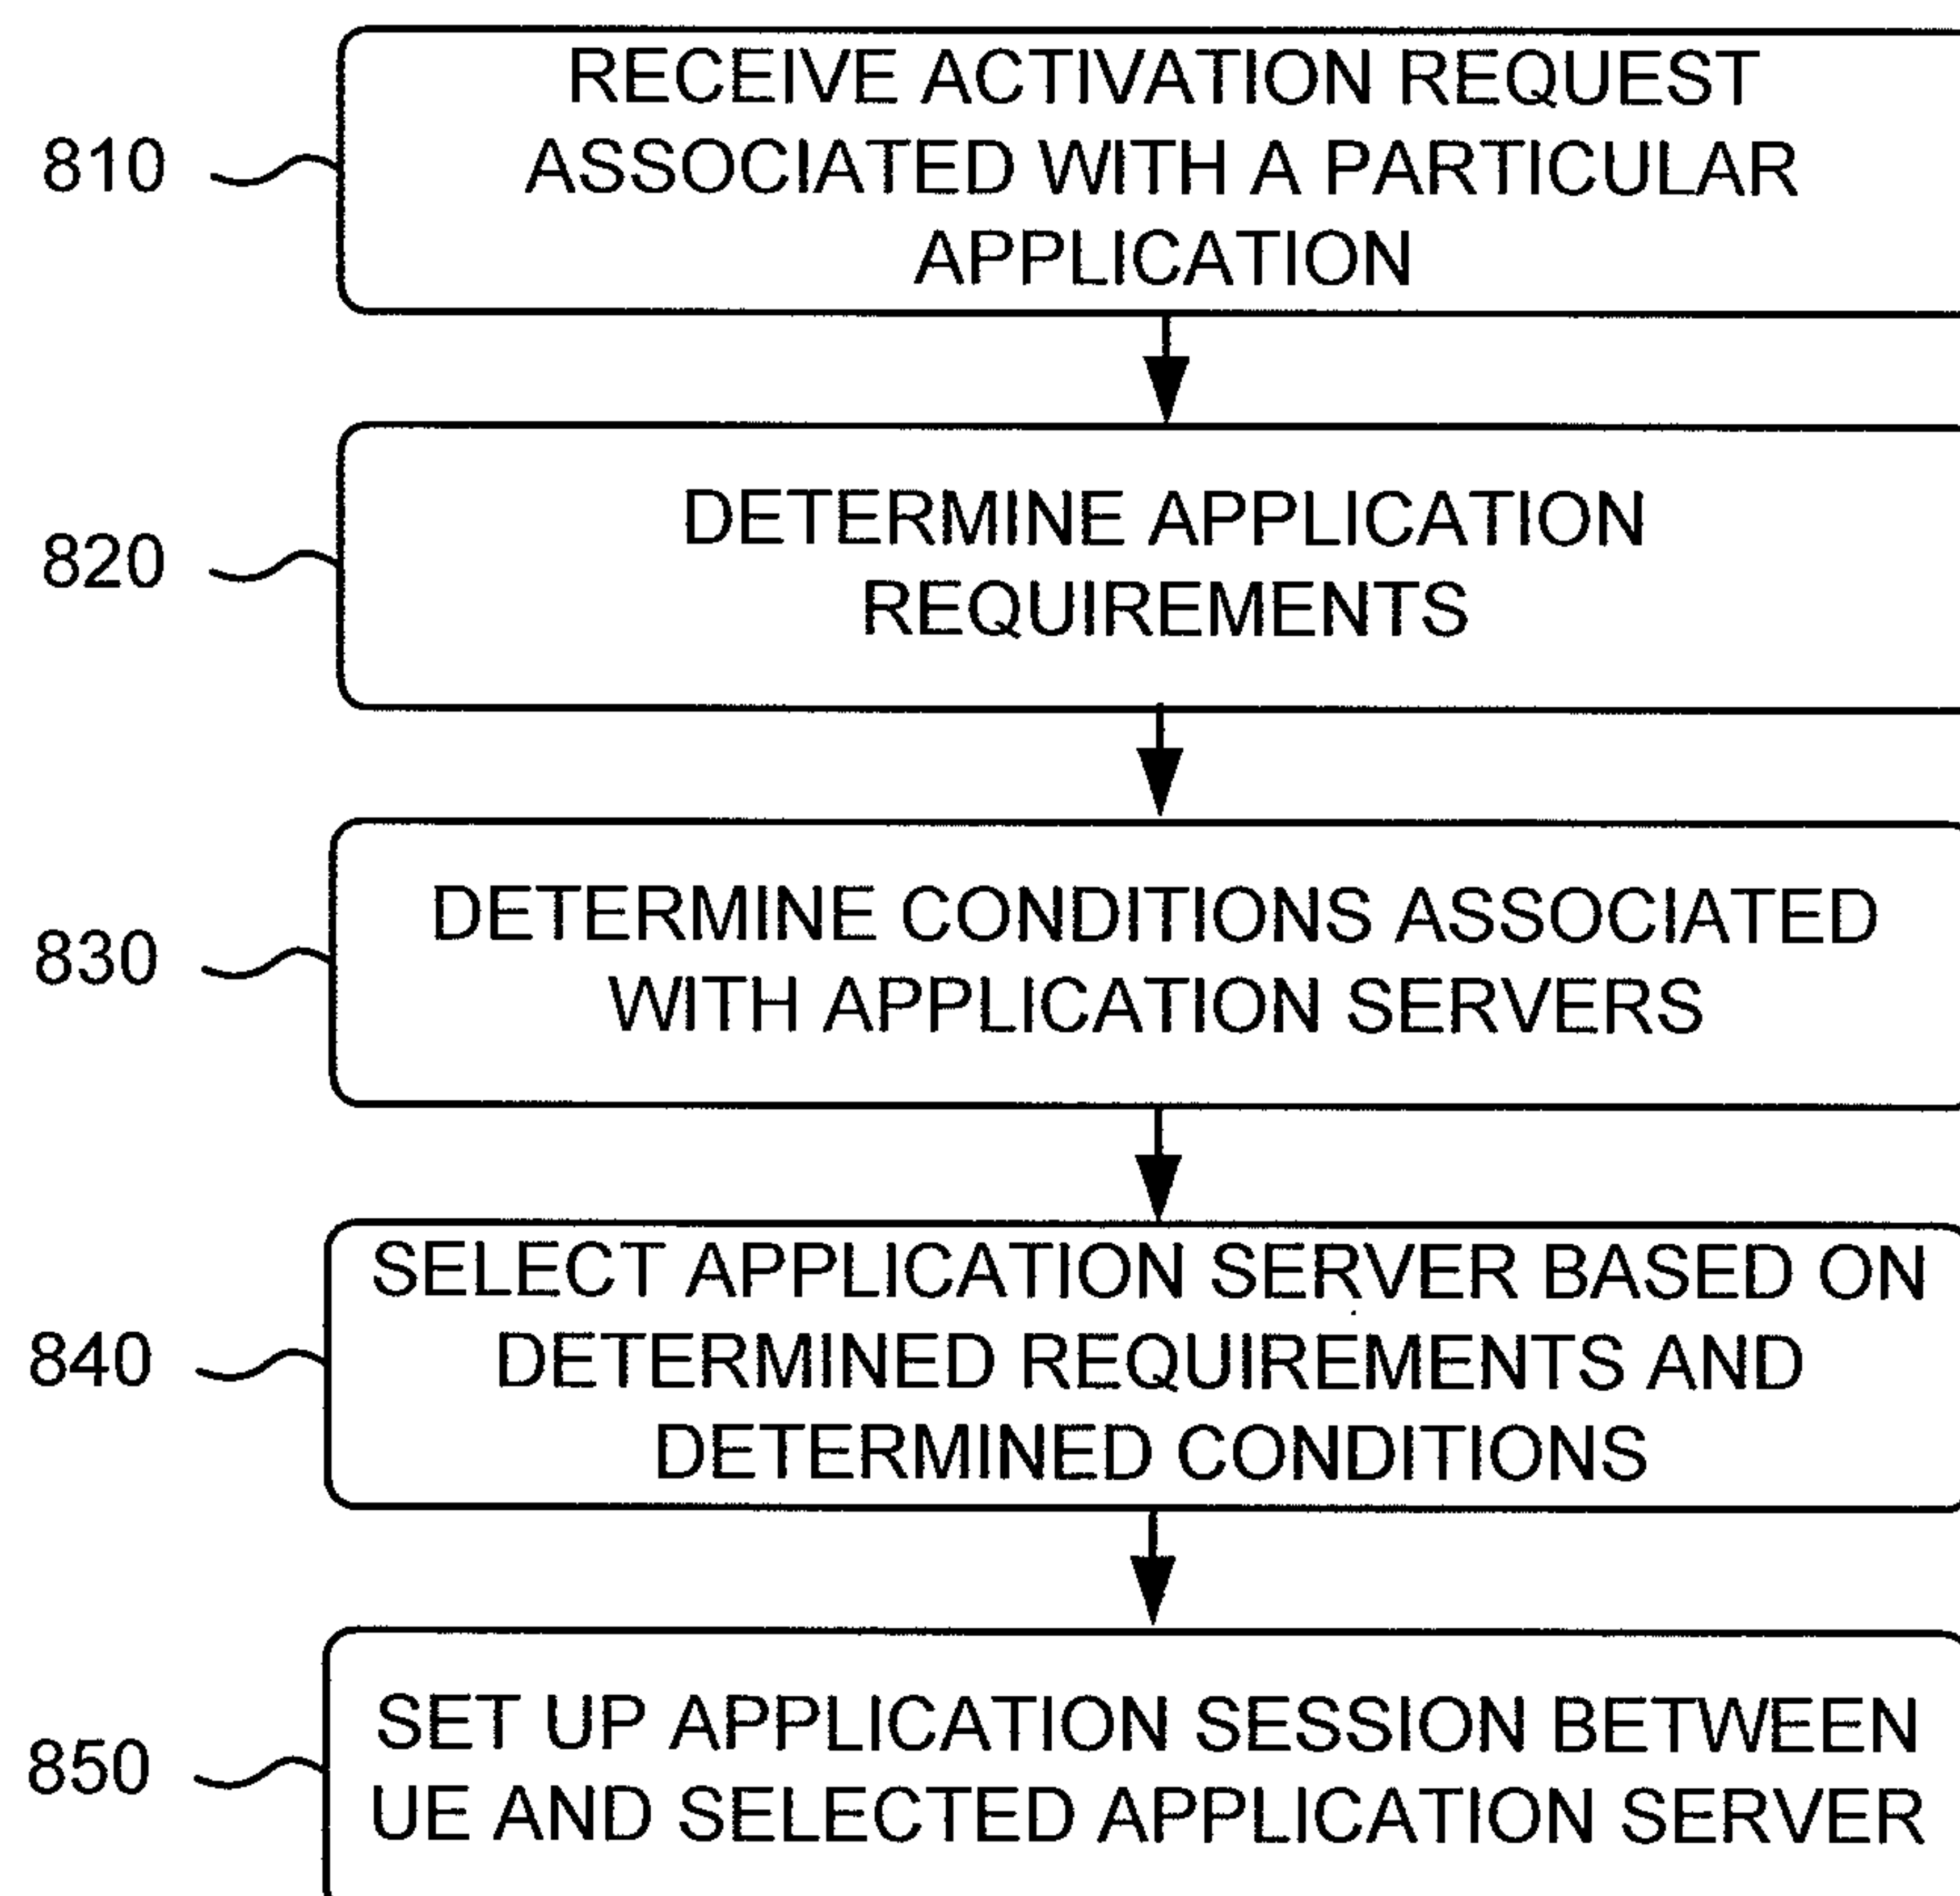 RECEIVE ACTIVATION REQUEST
810
ASSOCIATED WITH A PARTICULAR
APPLICATION
820
DETERMINE APPLICATION
REQUIREMENTS
830
DETERMINE CONDITIONS ASSOCIATED
WITH APPLICATION SERVERS
840
SELECT APPLICATION SERVER BASED ON
DETERMINED REQUIREMENTS AND
DETERMINED CONDITIONS
850
SET UP APPLICATION SESSION BETWEEN
UE AND SELECTED APPLICATION SERVER